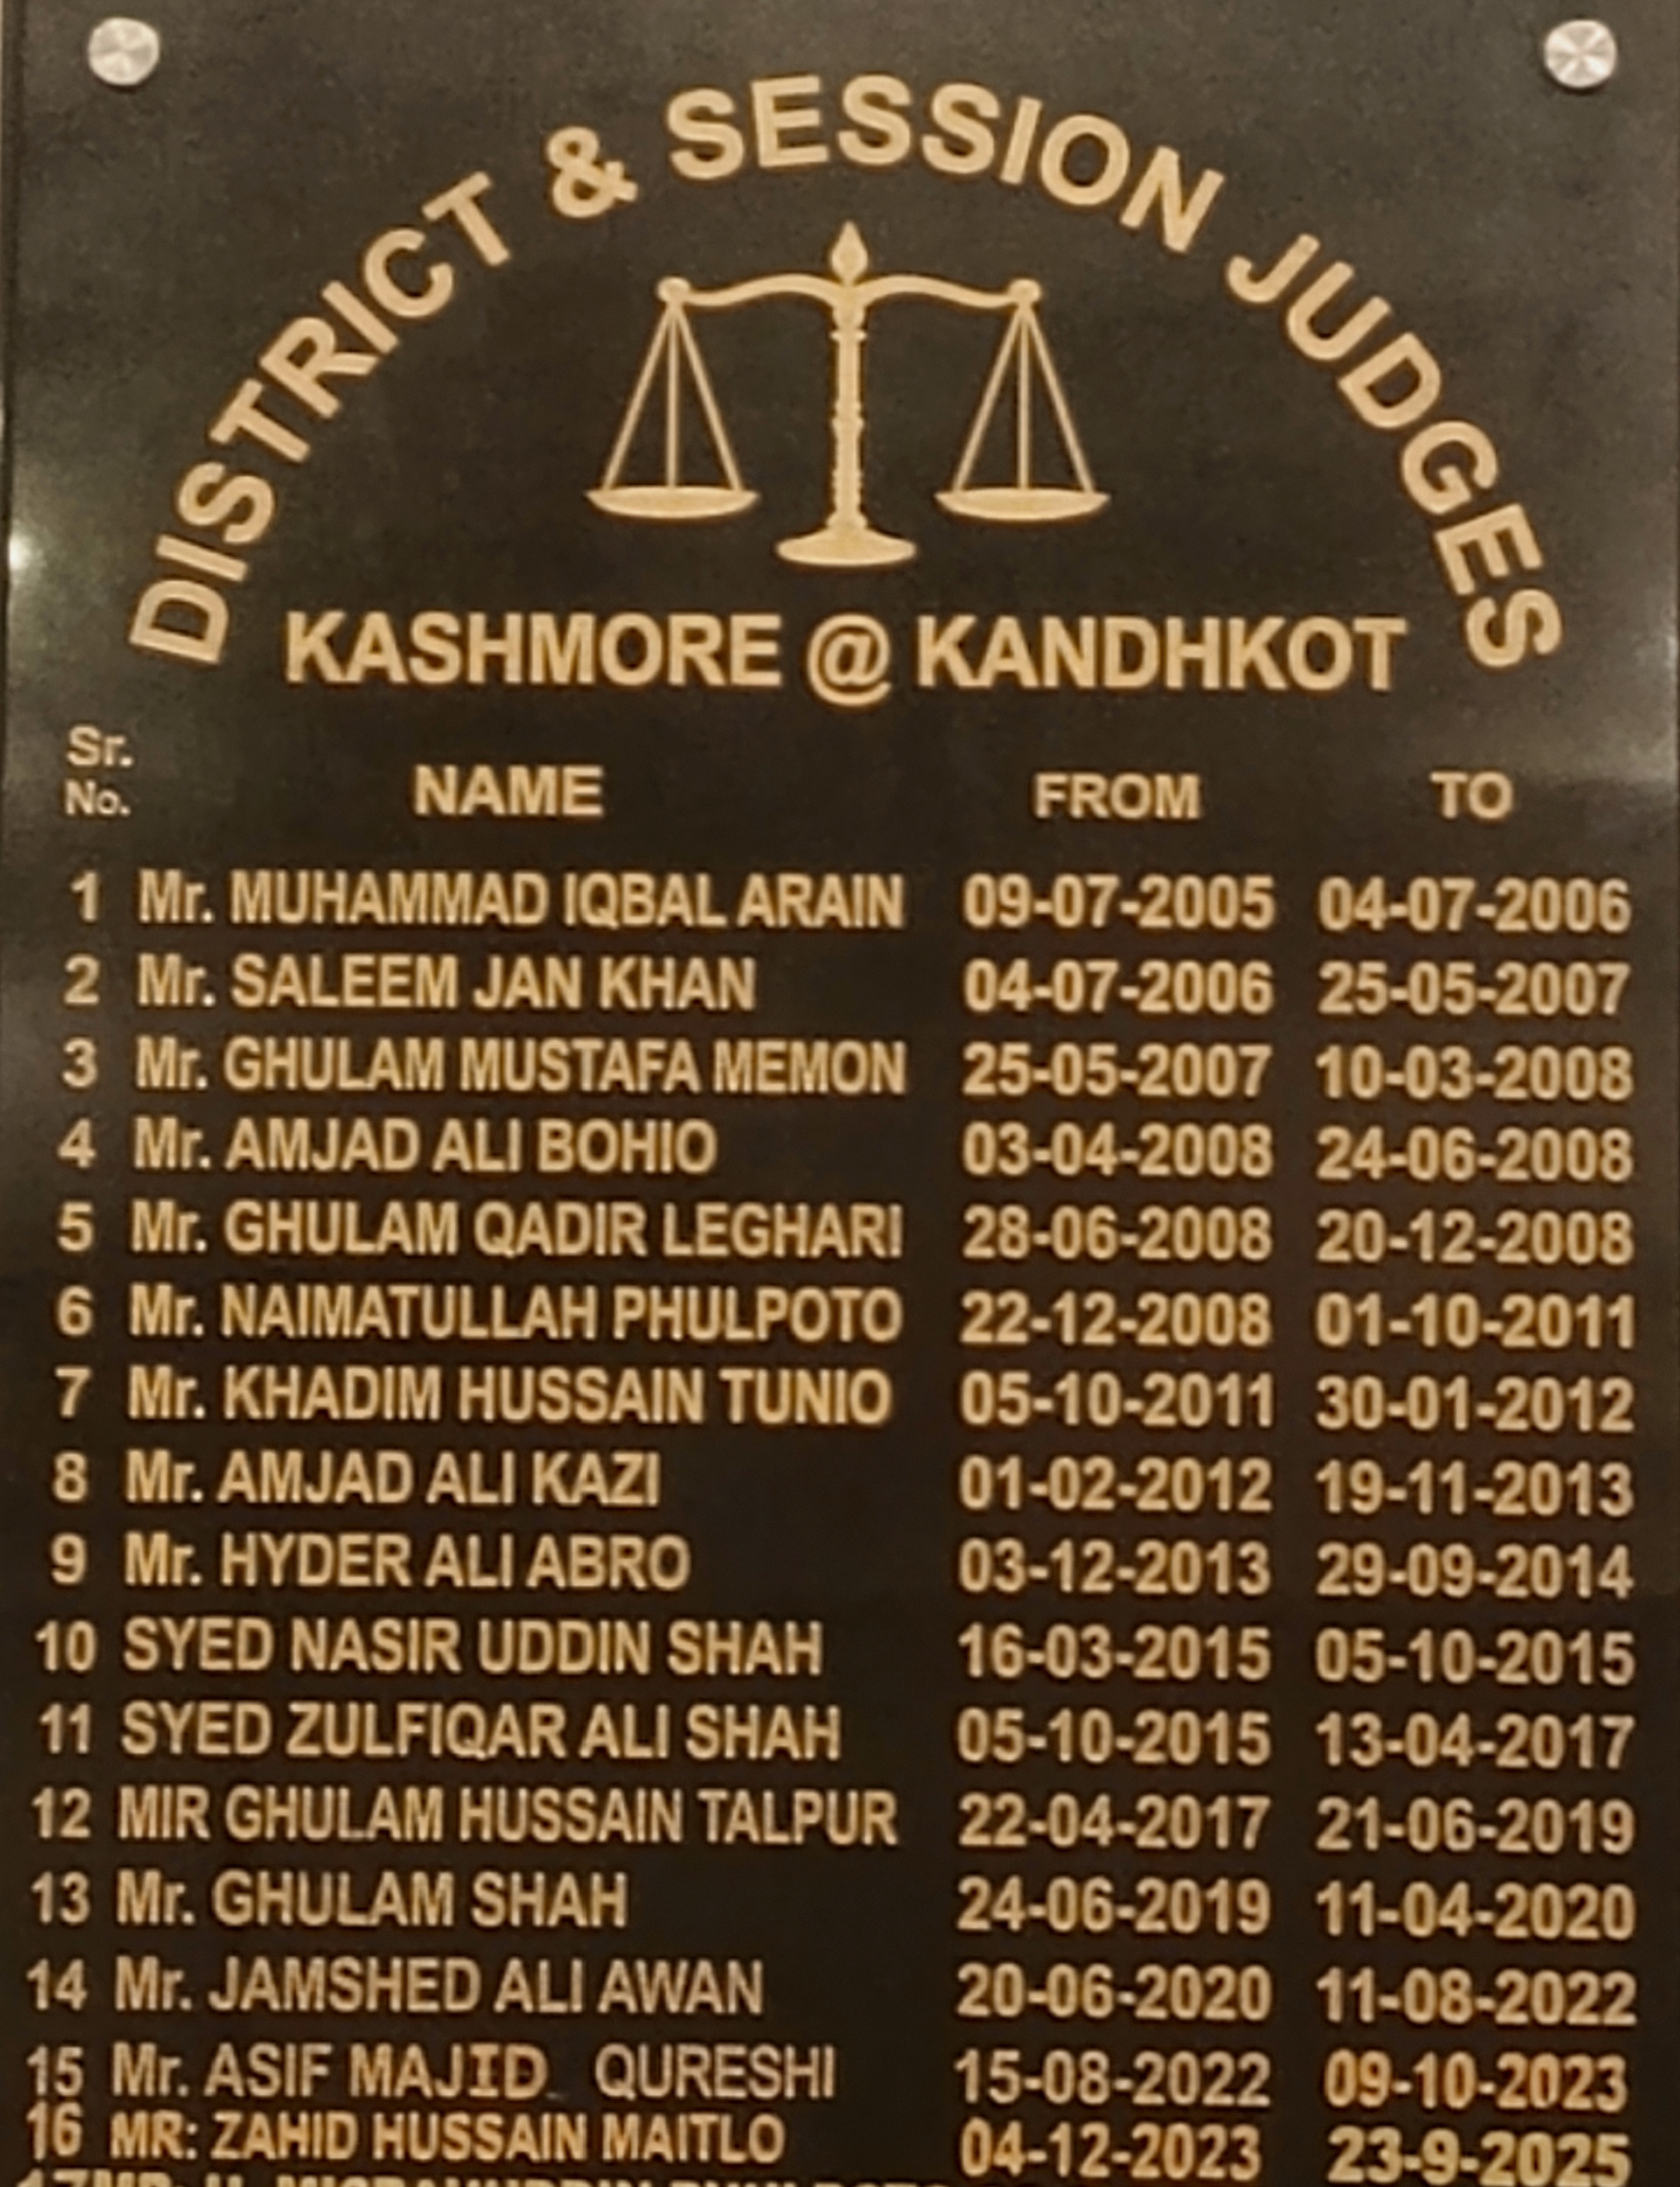 DISTRICT & SESSION JUDGES
KASHMORE @ KANDHKOT
Sr. No. NAME FROM TO
1 Mr. MUHAMMAD IQBAL ARAIN 09-07-2005 04-07-2006
2 Mr. SALEEM JAN KHAN 04-07-2006 25-05-2007
3 Mr. GHULAM MUSTAFA MEMON 25-05-2007 10-03-2008
4 Mr. AMJAD ALI BOHIO 03-04-2008 24-06-2008
5 Mr. GHULAM QADIR LEGHARI 28-06-2008 20-12-2008
6 Mr. NAIMATULLAH PHULPOTO 22-12-2008 01-10-2011
7 Mr. KHADIM HUSSAIN TUNIO 05-10-2011 30-01-2012
8 Mr. AMJAD ALI KAZI 01-02-2012 19-11-2013
9 Mr. HYDER ALI ABRO 03-12-2013 29-09-2014
10 SYED NASIR UDDIN SHAH 16-03-2015 05-10-2015
11 SYED ZULFIQAR ALI SHAH 05-10-2015 13-04-2017
12 MIR GHULAM HUSSAIN TALPUR 22-04-2017 21-06-2019
13 Mr. GHULAM SHAH 24-06-2019 11-04-2020
14 Mr. JAMSHED ALI AWAN 20-06-2020 11-08-2022
15 Mr. ASIF MAJID QURESHI 15-08-2022 09-10-2023
16 MR: ZAHID HUSSAIN MAITLO 04-12-2023 23-9-2025